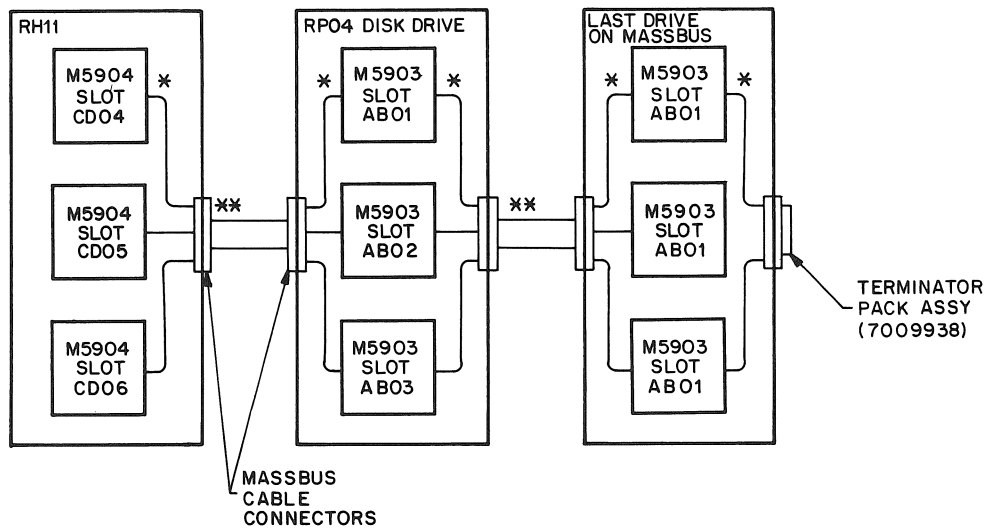 RH11
M5904
SLOT
CD04
*
M5904
SLOT
CD05
M5904
SLOT
CD06
**
RP04 DISK DRIVE
*
M5903
SLOT
AB01
*
M5903
SLOT
AB02
M5903
SLOT
AB03
**
LAST DRIVE
ON MASSBUS
*
M5903
SLOT
AB01
*
M5903
SLOT
AB01
M5903
SLOT
AB01
TERMINATOR
PACK ASSY
(7009938)
MASSBUS
CABLE
CONNECTORS